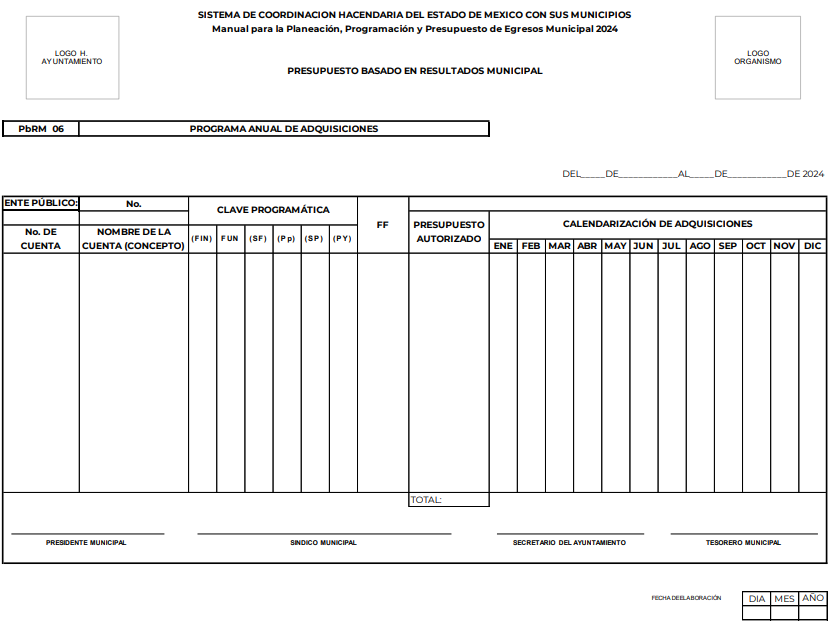 SISTEMA DE COORDINACION HACENDARIA DEL ESTADO DE MEXICO CON SUS MUNICIPIOS
Manual para la Planeación, Programación y Presupuesto de Egresos Municipal 2024
LOGO H.
AYUNTAMIENTO
LOGO
ORGANISMO
PRESUPUESTO BASADO EN RESULTADOS MUNICIPAL
PbRM 06 PROGRAMA ANUAL DE ADQUISICIONES
DEL_____DE____________AL_____DE____________DE 2024
ENTE PÚBLICO: No.
CLAVE PROGRAMÁTICA
FF
PRESUPUESTO
AUTORIZADO
CALENDARIZACIÓN DE ADQUISICIONES
No. DE
CUENTA
NOMBRE DE LA
CUENTA (CONCEPTO)
(FIN) FUN (SF) (Pp) (SP) (PY)
ENE FEB MAR ABR MAY JUN JUL AGO SEP OCT NOV DIC
TOTAL:
PRESIDENTE MUNICIPAL SINDICO MUNICIPAL SECRETARIO DEL AYUNTAMIENTO TESORERO MUNICIPAL
FECHA DE ELABORACIÓN DIA MES AÑO